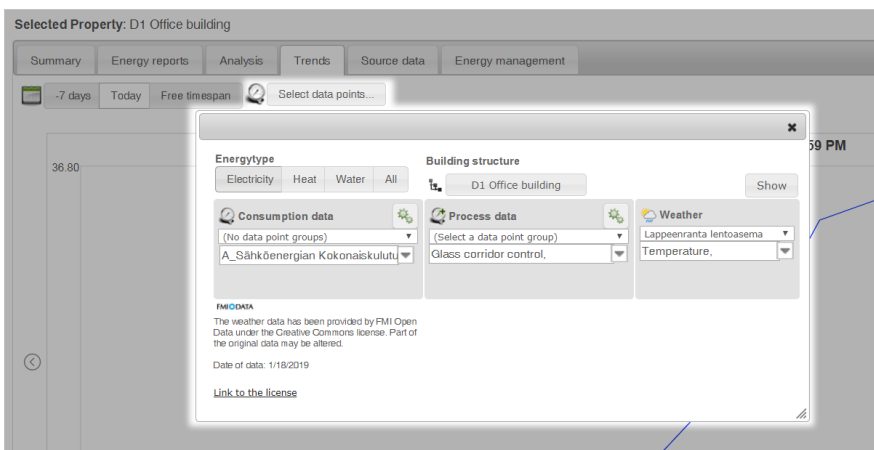 Selected Property: D1 Office building
Summary Energy reports Analysis Trends Source data Energy management
-7 days Today Free timespan Select data points...
59 PM
36.80
Energytype
Building structure
Electricity Heat Water All
D1 Office building
Show
Consumption data
Process data
Weather
(No data point groups)
(Select a data point group)
Lappeenranta lentoasema
A_Sähköenergian Kokonaiskulutu
Glass corridor control,
Temperature,
FMI ODATA
The weather data has been provided by FMI Open
Data under the Creative Commons license. Part of
the original data may be altered.
Date of data: 1/18/2019
Link to the license